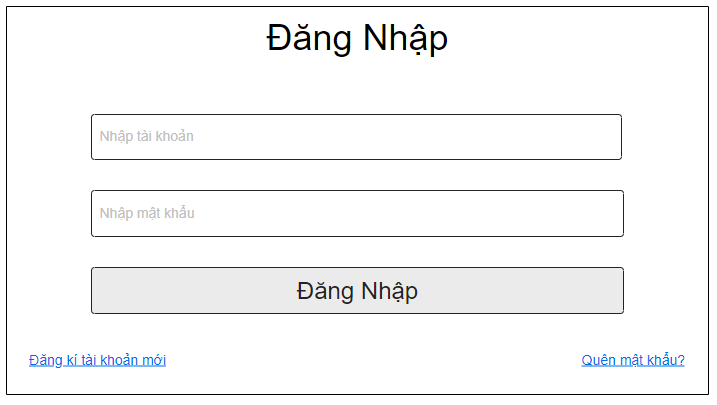 Đăng Nhập
Nhập tài khoản
Nhập mật khẩu
Đăng Nhập
Đăng kí tài khoản mới
Quên mật khẩu?